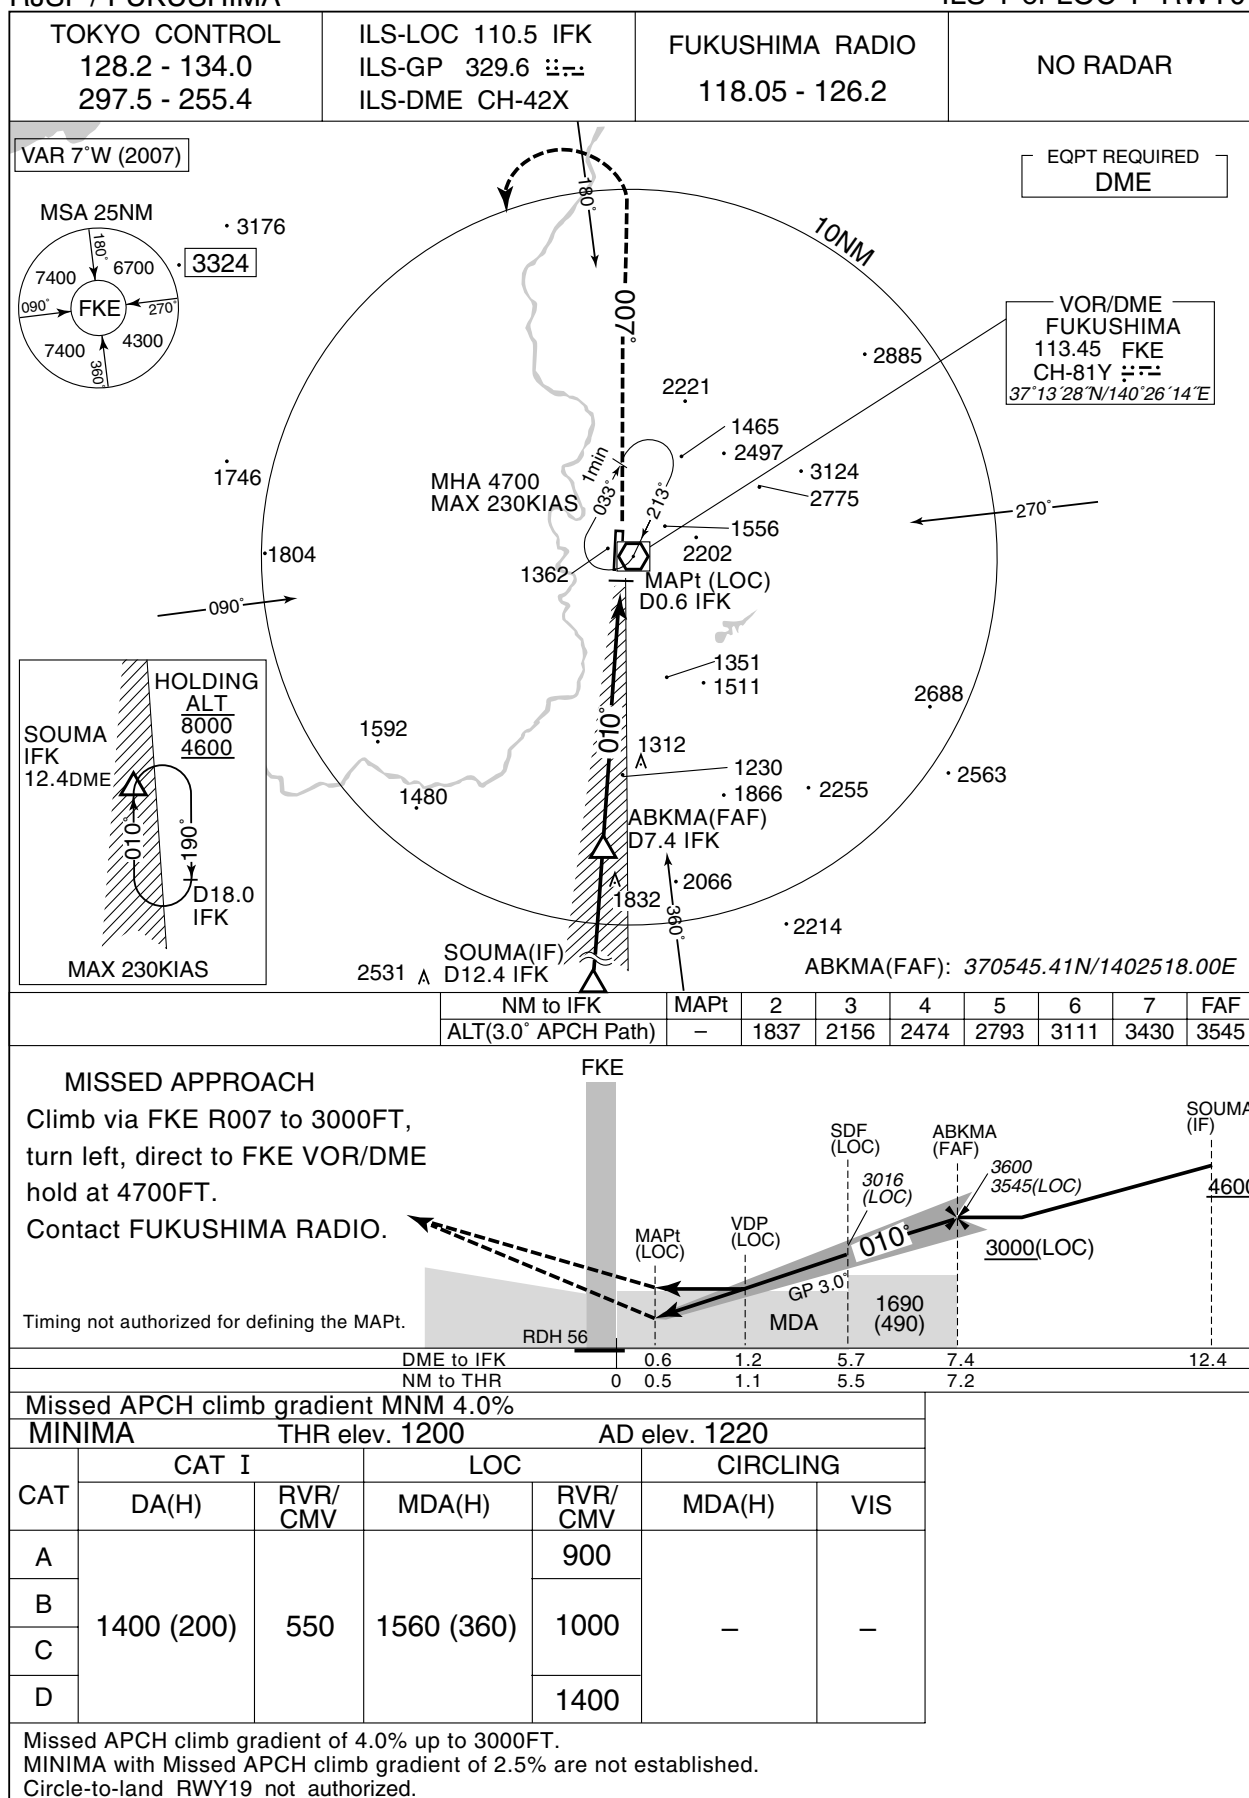 TOKYO CONTROL
128.2 - 134.0
297.5 - 255.4
ILS-LOC 110.5 IFK
ILS-GP 329.6
ILS-DME CH-42X
FUKUSHIMA RADIO
118.05 - 126.2
NO RADAR
VAR 7°W (2007)
EQPT REQUIRED
DME
MSA 25NM
180°
7400
6700
090°
FKE
270°
7400
4300
360°
3176
3324
180°
10NM
007°
VOR/DME
FUKUSHIMA
113.45 FKE
CH-81Y
37°13´28˝N/140°26´14˝E
2885
2221
1465
2497
3124
2775
1746
MHA 4700
MAX 230KIAS
1min
033°
213°
270°
1556
2202
1804
1362
MAPt (LOC)
D0.6 IFK
090°
1351
1511
2688
HOLDING
ALT
8000
4600
SOUMA
IFK
12.4DME
010°
190°
D18.0
IFK
MAX 230KIAS
1592
010°
1312
1230
2563
1866
2255
1480
ABKMA(FAF)
D7.4 IFK
2066
1832
360°
2214
SOUMA(IF)
D12.4 IFK
2531
ABKMA(FAF): 370545.41N/1402518.00E
NM to IFK MAPt 2 3 4 5 6 7 FAF
ALT(3.0° APCH Path) – 1837 2156 2474 2793 3111 3430 3545
MISSED APPROACH
Climb via FKE R007 to 3000FT,
turn left, direct to FKE VOR/DME
hold at 4700FT.
Contact FUKUSHIMA RADIO.
Timing not authorized for defining the MAPt.
FKE
SOUMA
(IF)
SDF
(LOC)
ABKMA
(FAF)
3016
(LOC)
3600
3545(LOC)
4600
MAPt
(LOC)
VDP
(LOC)
010°
3000(LOC)
GP 3.0°
1690
(490)
MDA
RDH 56
DME to IFK 0.6 1.2 5.7 7.4 12.4
NM to THR 0 0.5 1.1 5.5 7.2
Missed APCH climb gradient MNM 4.0%
MINIMA THR elev. 1200 AD elev. 1220
CAT CAT I LOC CIRCLING
DA(H) RVR/CMV MDA(H) RVR/CMV MDA(H) VIS
A 900
B 1400 (200) 550 1560 (360) 1000 – –
C
D 1400
Missed APCH climb gradient of 4.0% up to 3000FT.
MINIMA with Missed APCH climb gradient of 2.5% are not established.
Circle-to-land RWY19 not authorized.